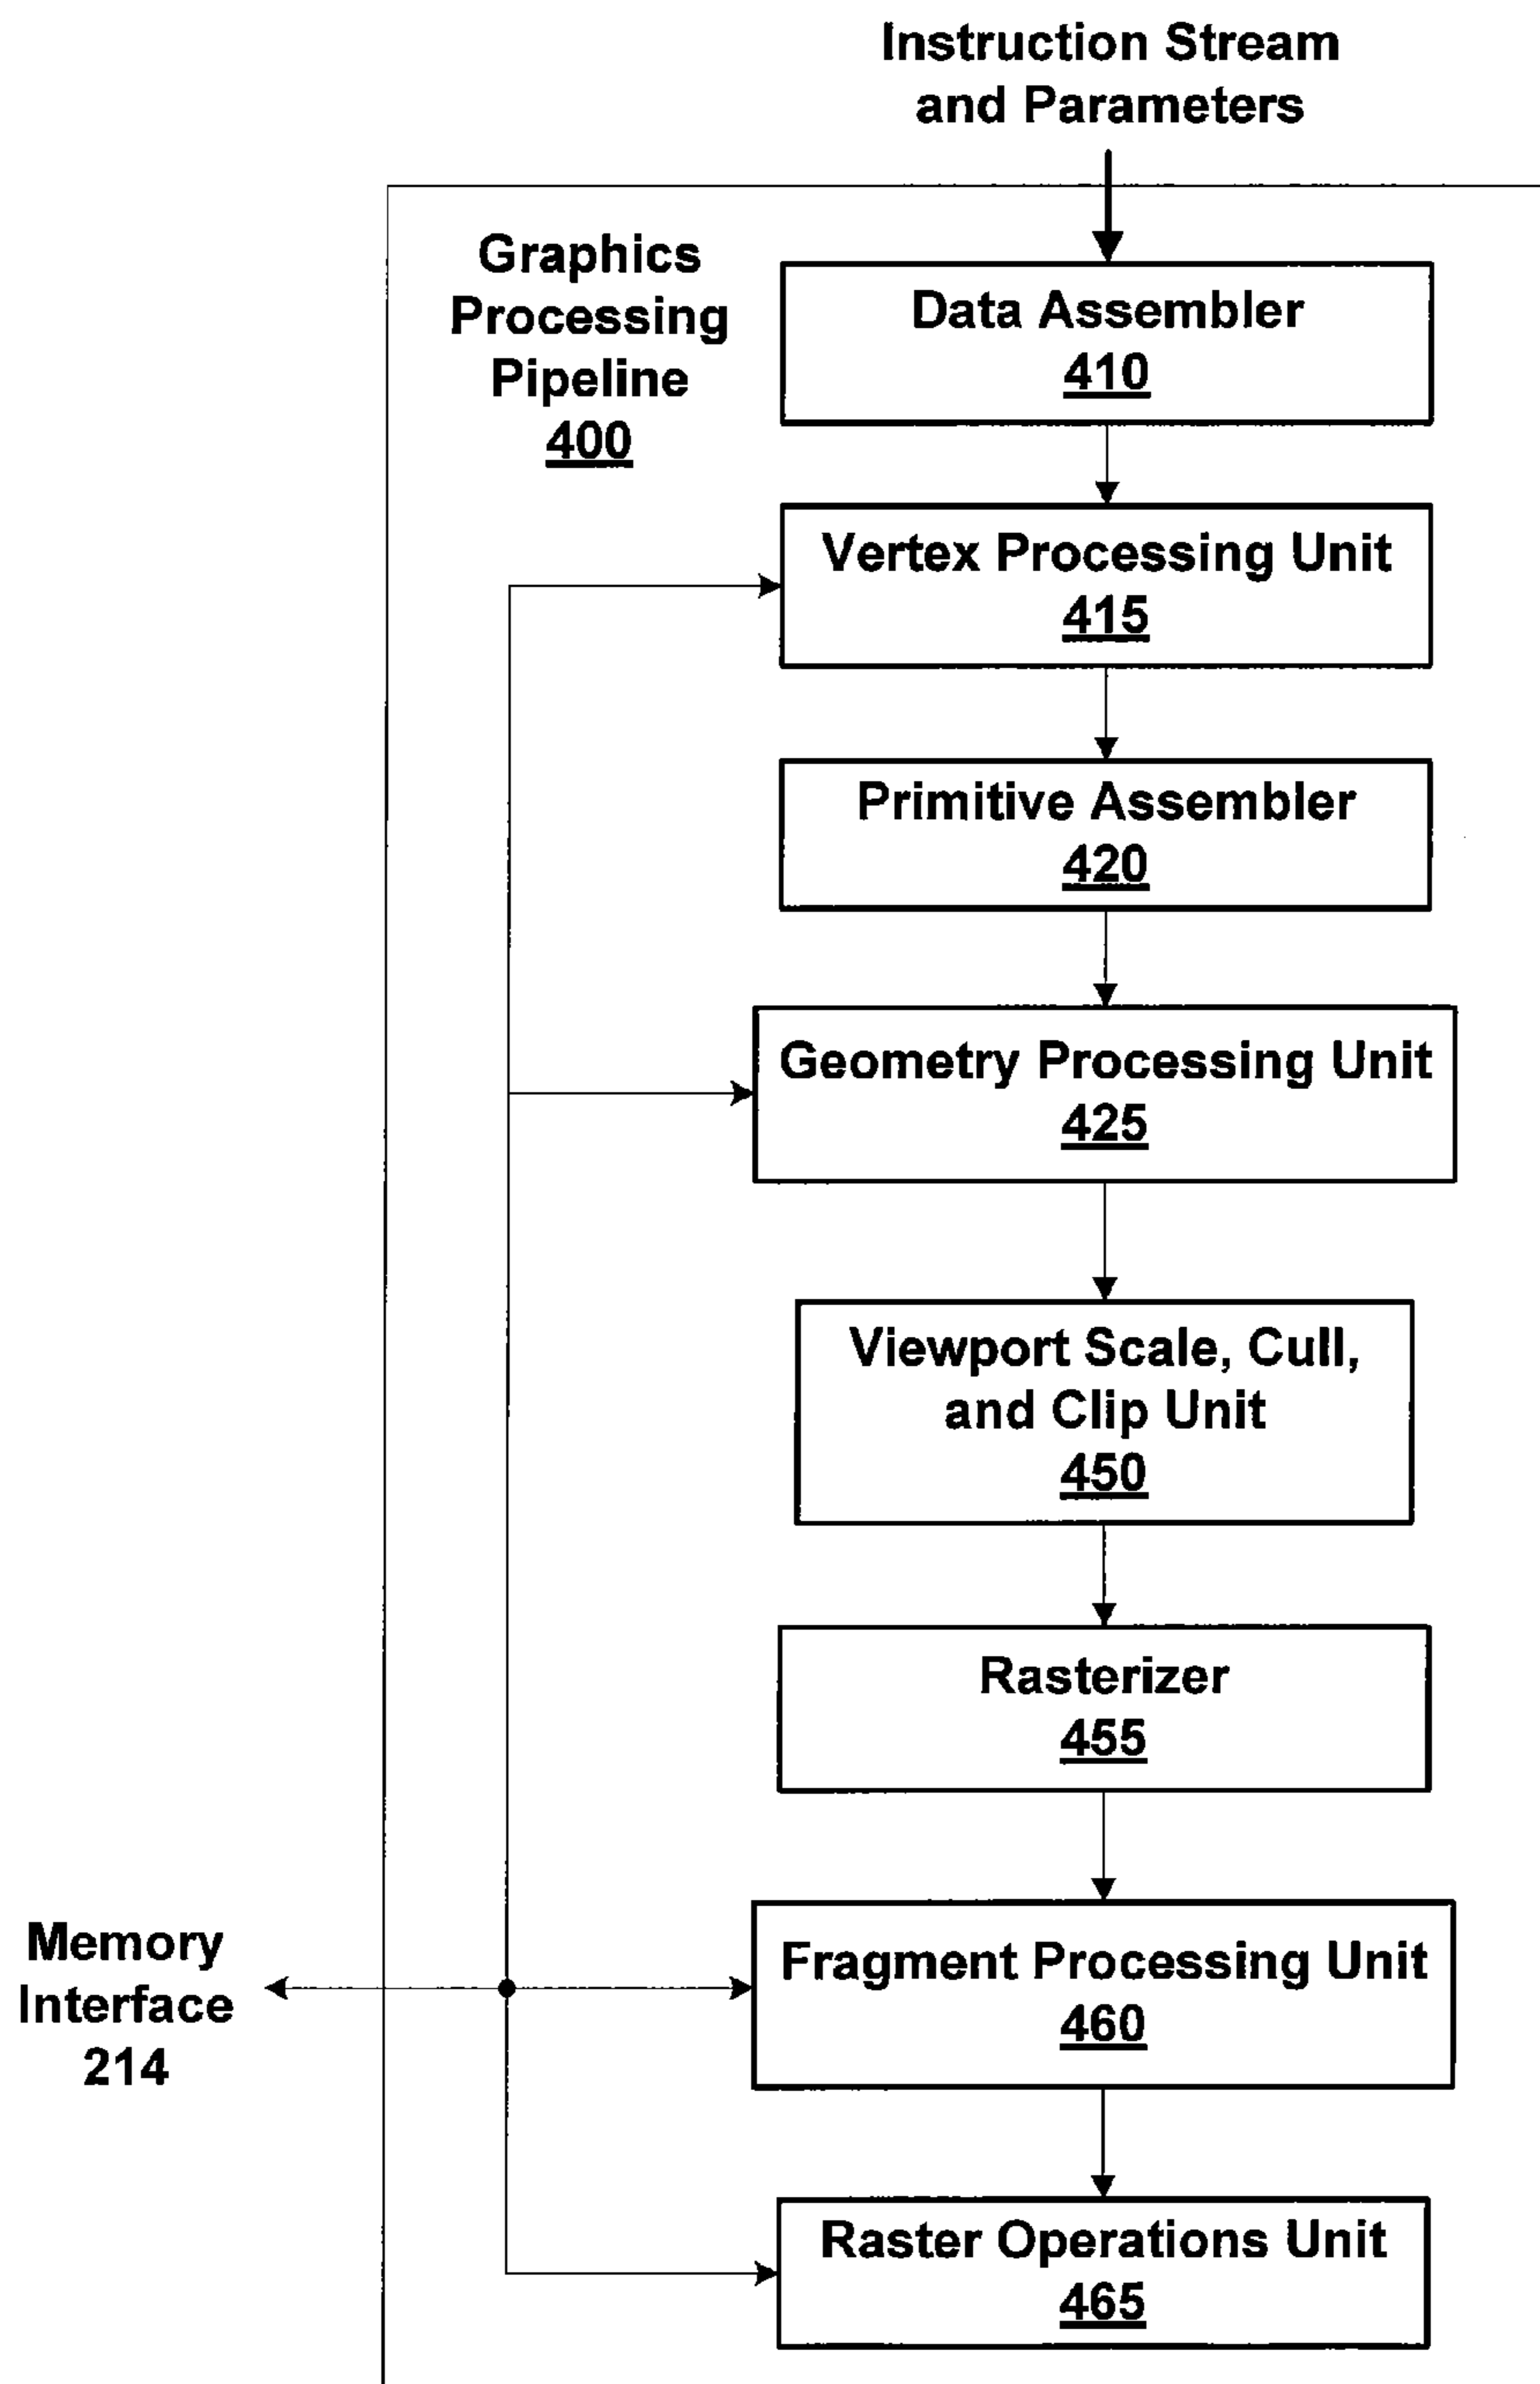 Instruction Stream
and Parameters
Graphics
Processing
Pipeline
400
Data Assembler
410
Vertex Processing Unit
415
Primitive Assembler
420
Geometry Processing Unit
425
Viewport Scale, Cull,
and Clip Unit
450
Rasterizer
455
Memory
Interface
214
Fragment Processing Unit
460
Raster Operations Unit
465